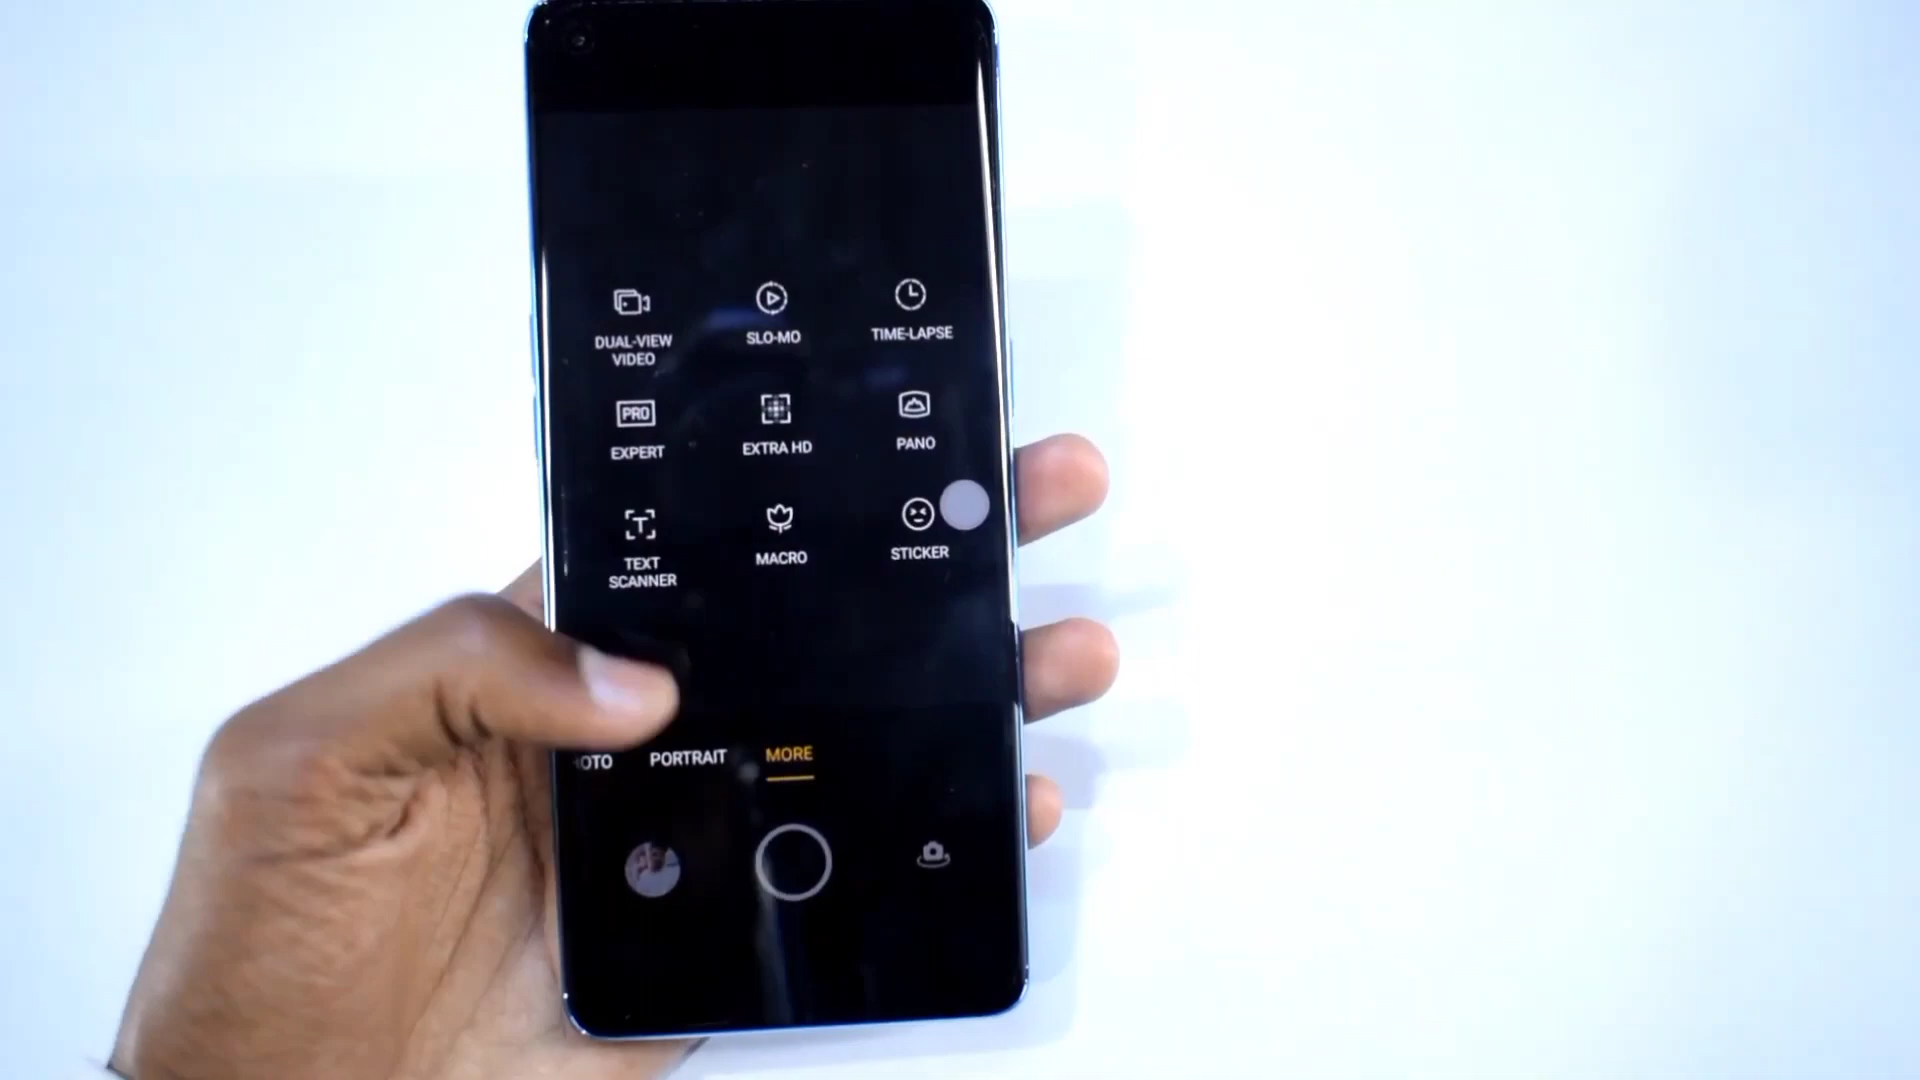 DUAL-VIEW
VIDEO
SLO-MO
TIME-LAPSE
PRO
EXPERT
EXTRA HD
PANO
T
TEXT
SCANNER
MACRO
STICKER
OTO
PORTRAIT
MORE